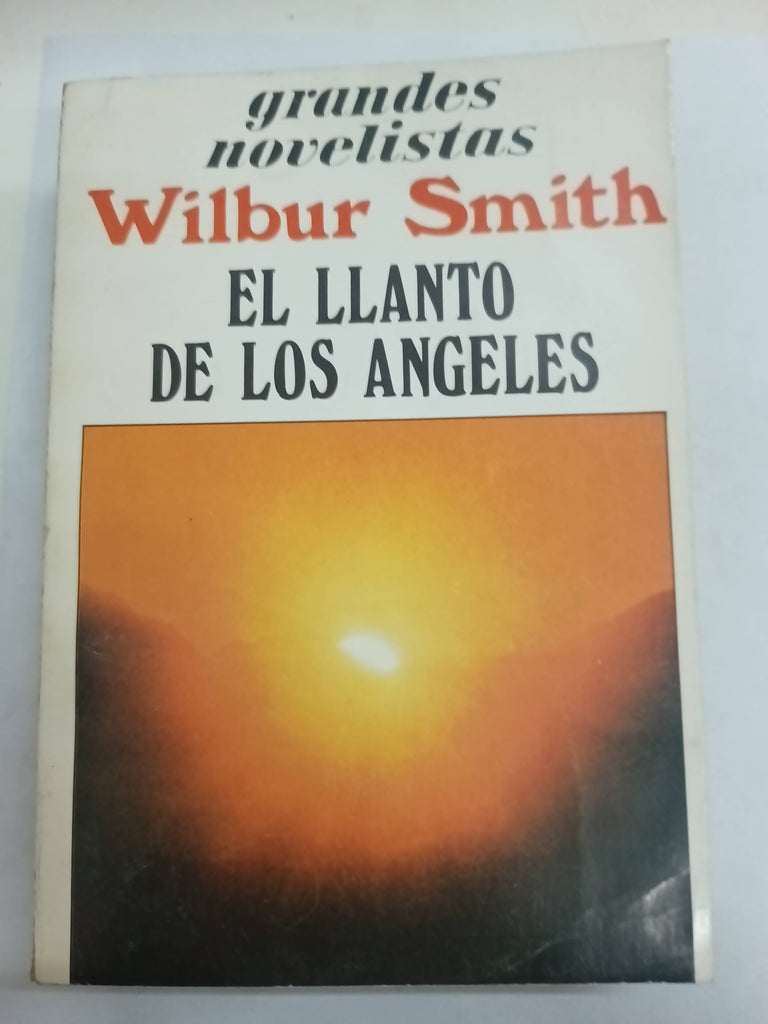 grandes
novelistas
Wilbur Smith
EL LLANTO
DE LOS ANGELES